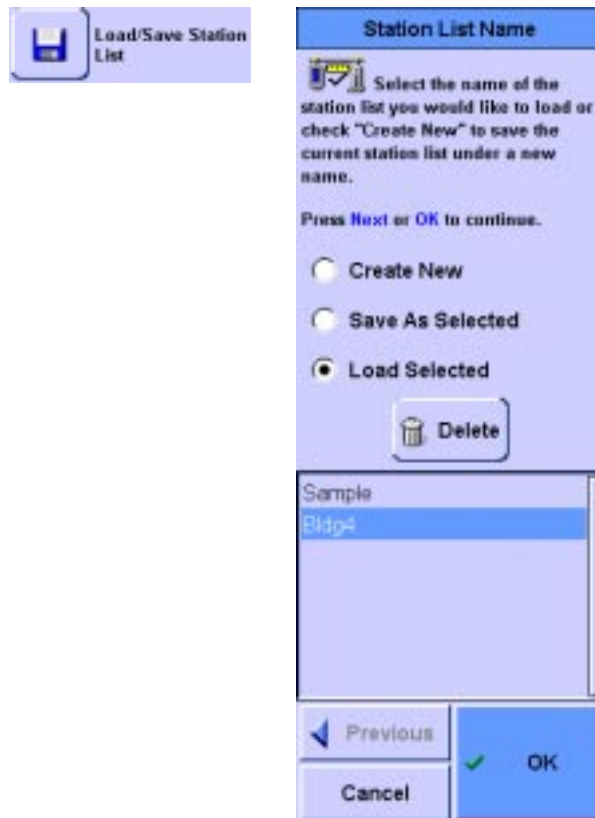 Load/Save Station
List
Station List Name
Select the name of the
station list you would like to load or
check "Create New" to save the
current station list under a new
name.
Press Next or OK to continue.
Create New
Save As Selected
Load Selected
Delete
Sample
Bldg4
Previous
OK
Cancel